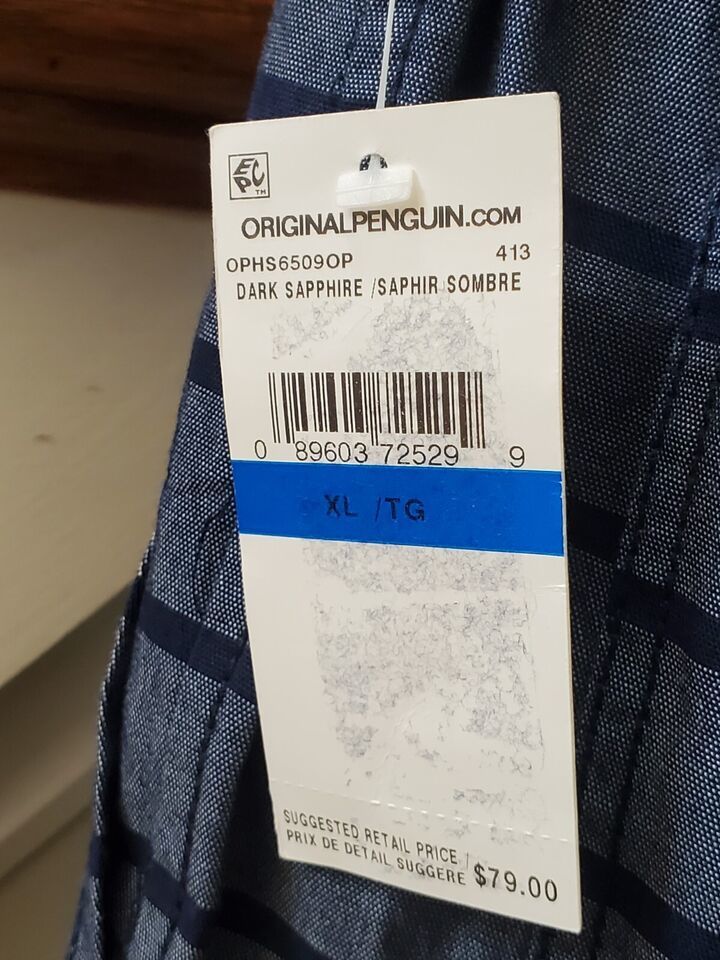 EPC TM
ORIGINALPENGUIN.COM
OPHS6509OP 413
DARK SAPPHIRE /SAPHIR SOMBRE
0 89603 72529 9
XL /TG
SUGGESTED RETAIL PRICE /
PRIX DE DETAIL SUGGERE $79.00